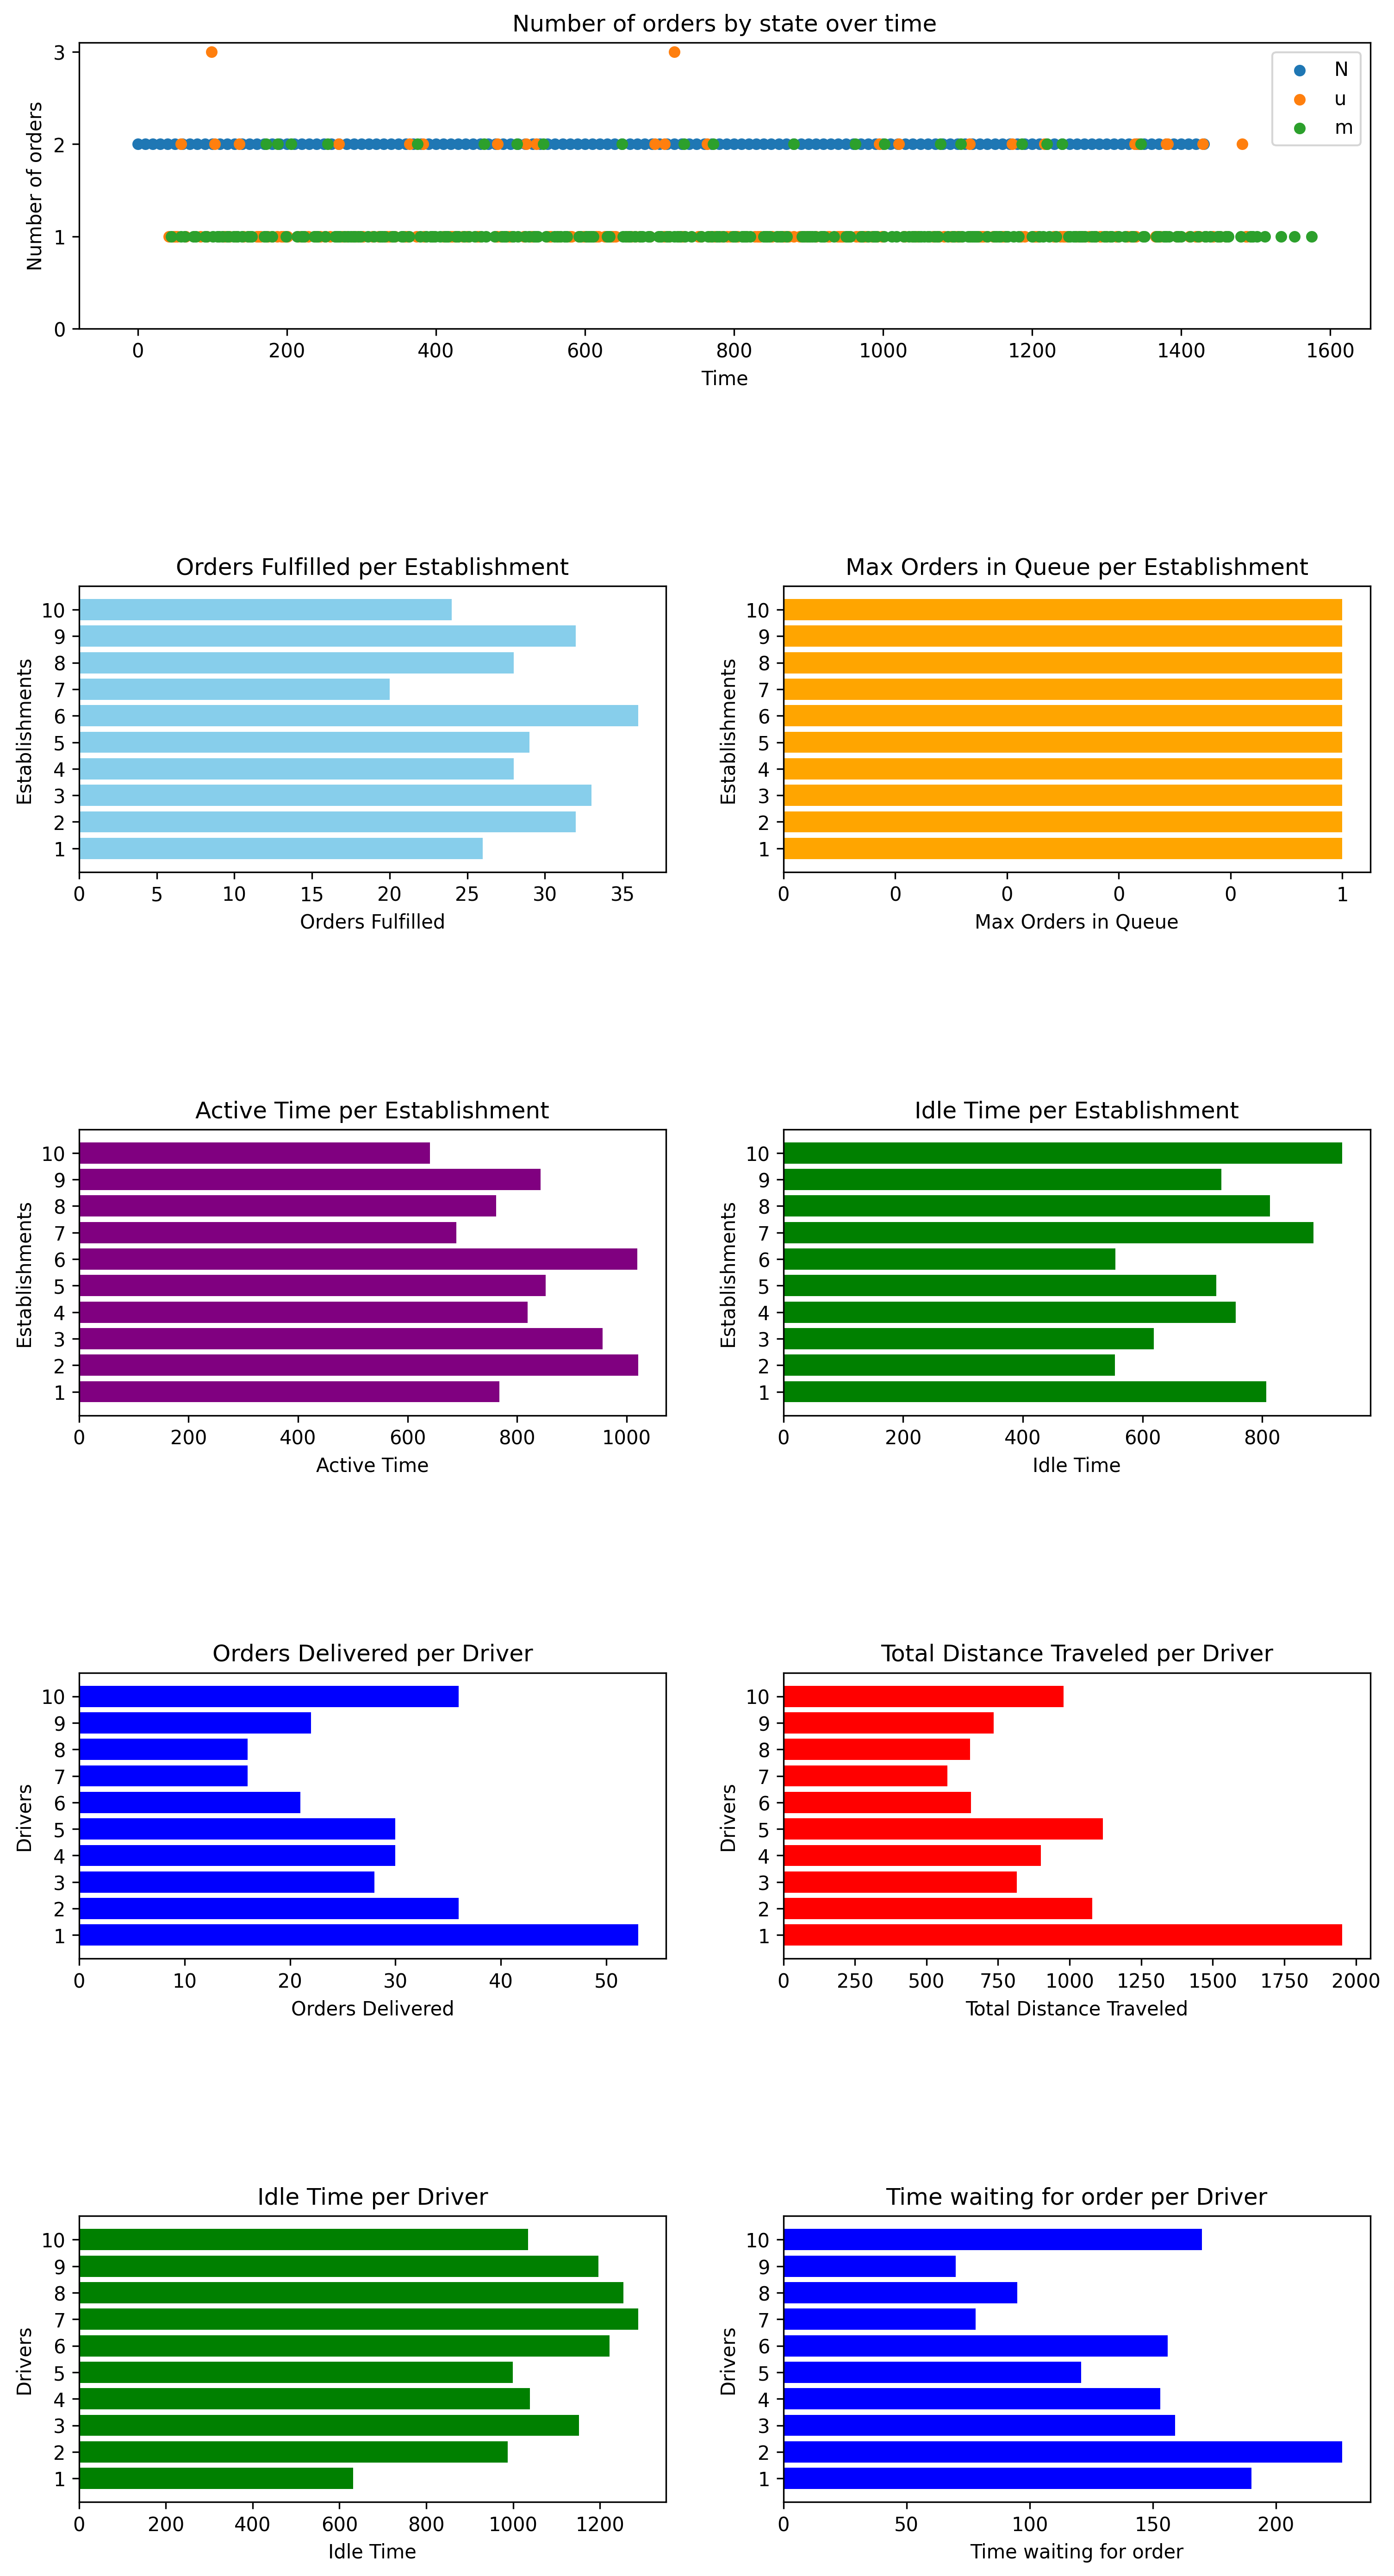 Number of orders by state over time
Number of orders
3
2
1
0
N
u
m
0 200 400 600 800 1000 1200 1400 1600
Time
Orders Fulfilled per Establishment
Establishments
10
9
8
7
6
5
4
3
2
1
0 5 10 15 20 25 30 35
Orders Fulfilled
Max Orders in Queue per Establishment
Establishments
10
9
8
7
6
5
4
3
2
1
0 0 0 0 0 1
Max Orders in Queue
Active Time per Establishment
Establishments
10
9
8
7
6
5
4
3
2
1
0 200 400 600 800 1000
Active Time
Idle Time per Establishment
Establishments
10
9
8
7
6
5
4
3
2
1
0 200 400 600 800
Idle Time
Orders Delivered per Driver
Drivers
10
9
8
7
6
5
4
3
2
1
0 10 20 30 40 50
Orders Delivered
Total Distance Traveled per Driver
Drivers
10
9
8
7
6
5
4
3
2
1
0 250 500 750 1000 1250 1500 1750 2000
Total Distance Traveled
Idle Time per Driver
Drivers
10
9
8
7
6
5
4
3
2
1
0 200 400 600 800 1000 1200
Idle Time
Time waiting for order per Driver
Drivers
10
9
8
7
6
5
4
3
2
1
0 50 100 150 200
Time waiting for order